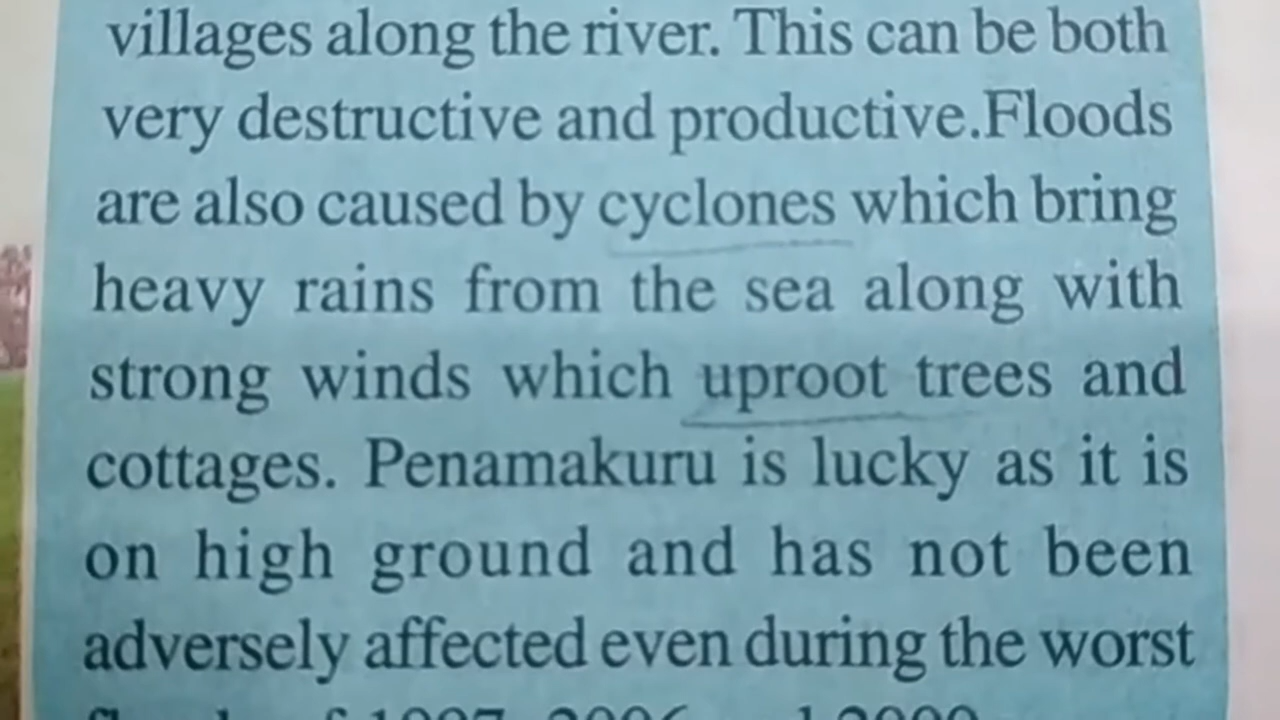 villages along the river. This can be both
very destructive and productive.Floods
are also caused by cyclones which bring
heavy rains from the sea along with
strong winds which uproot trees and
cottages. Penamakuru is lucky as it is
on high ground and has not been
adversely affected even during the worst